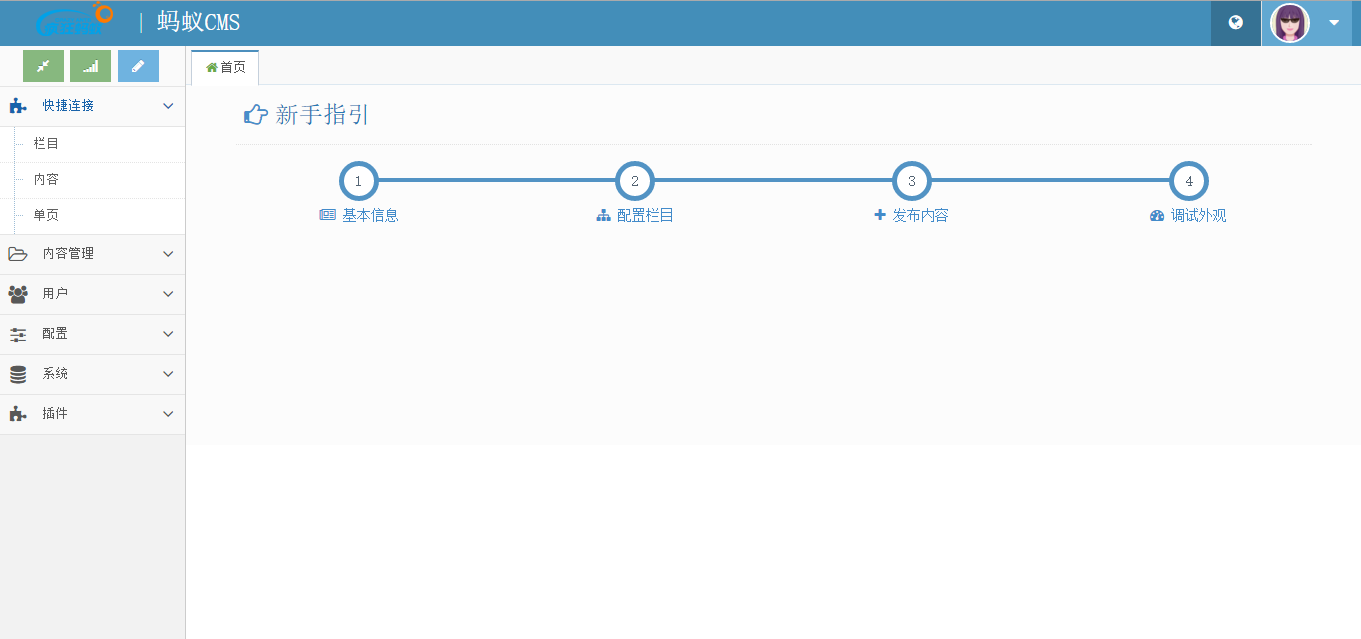 蚂蚁CMS
首页
快捷连接
栏目
内容
单页
内容管理
用户
配置
系统
插件
新手指引
1
2
3
4
基本信息
配置栏目
发布内容
调试外观